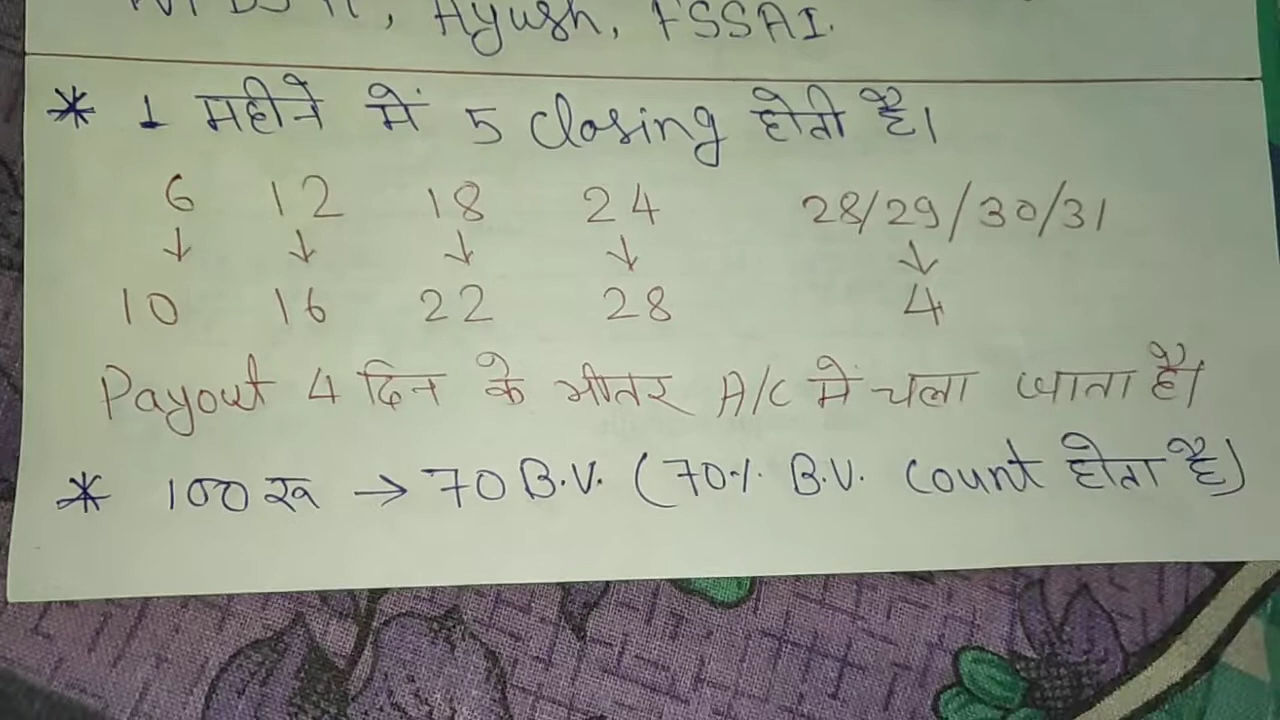 , Ayush, FSSAI.
* 1 महीने में 5 Closing होती है।
6 12 18 24 28/29/30/31
↓ ↓ ↓ ↓ ↓
10 16 22 28 4
Payout 4 दिन के भीतर A/C में चला जाता है।
* 100 रू → 70 B.V. (70% B.V. Count होता है)